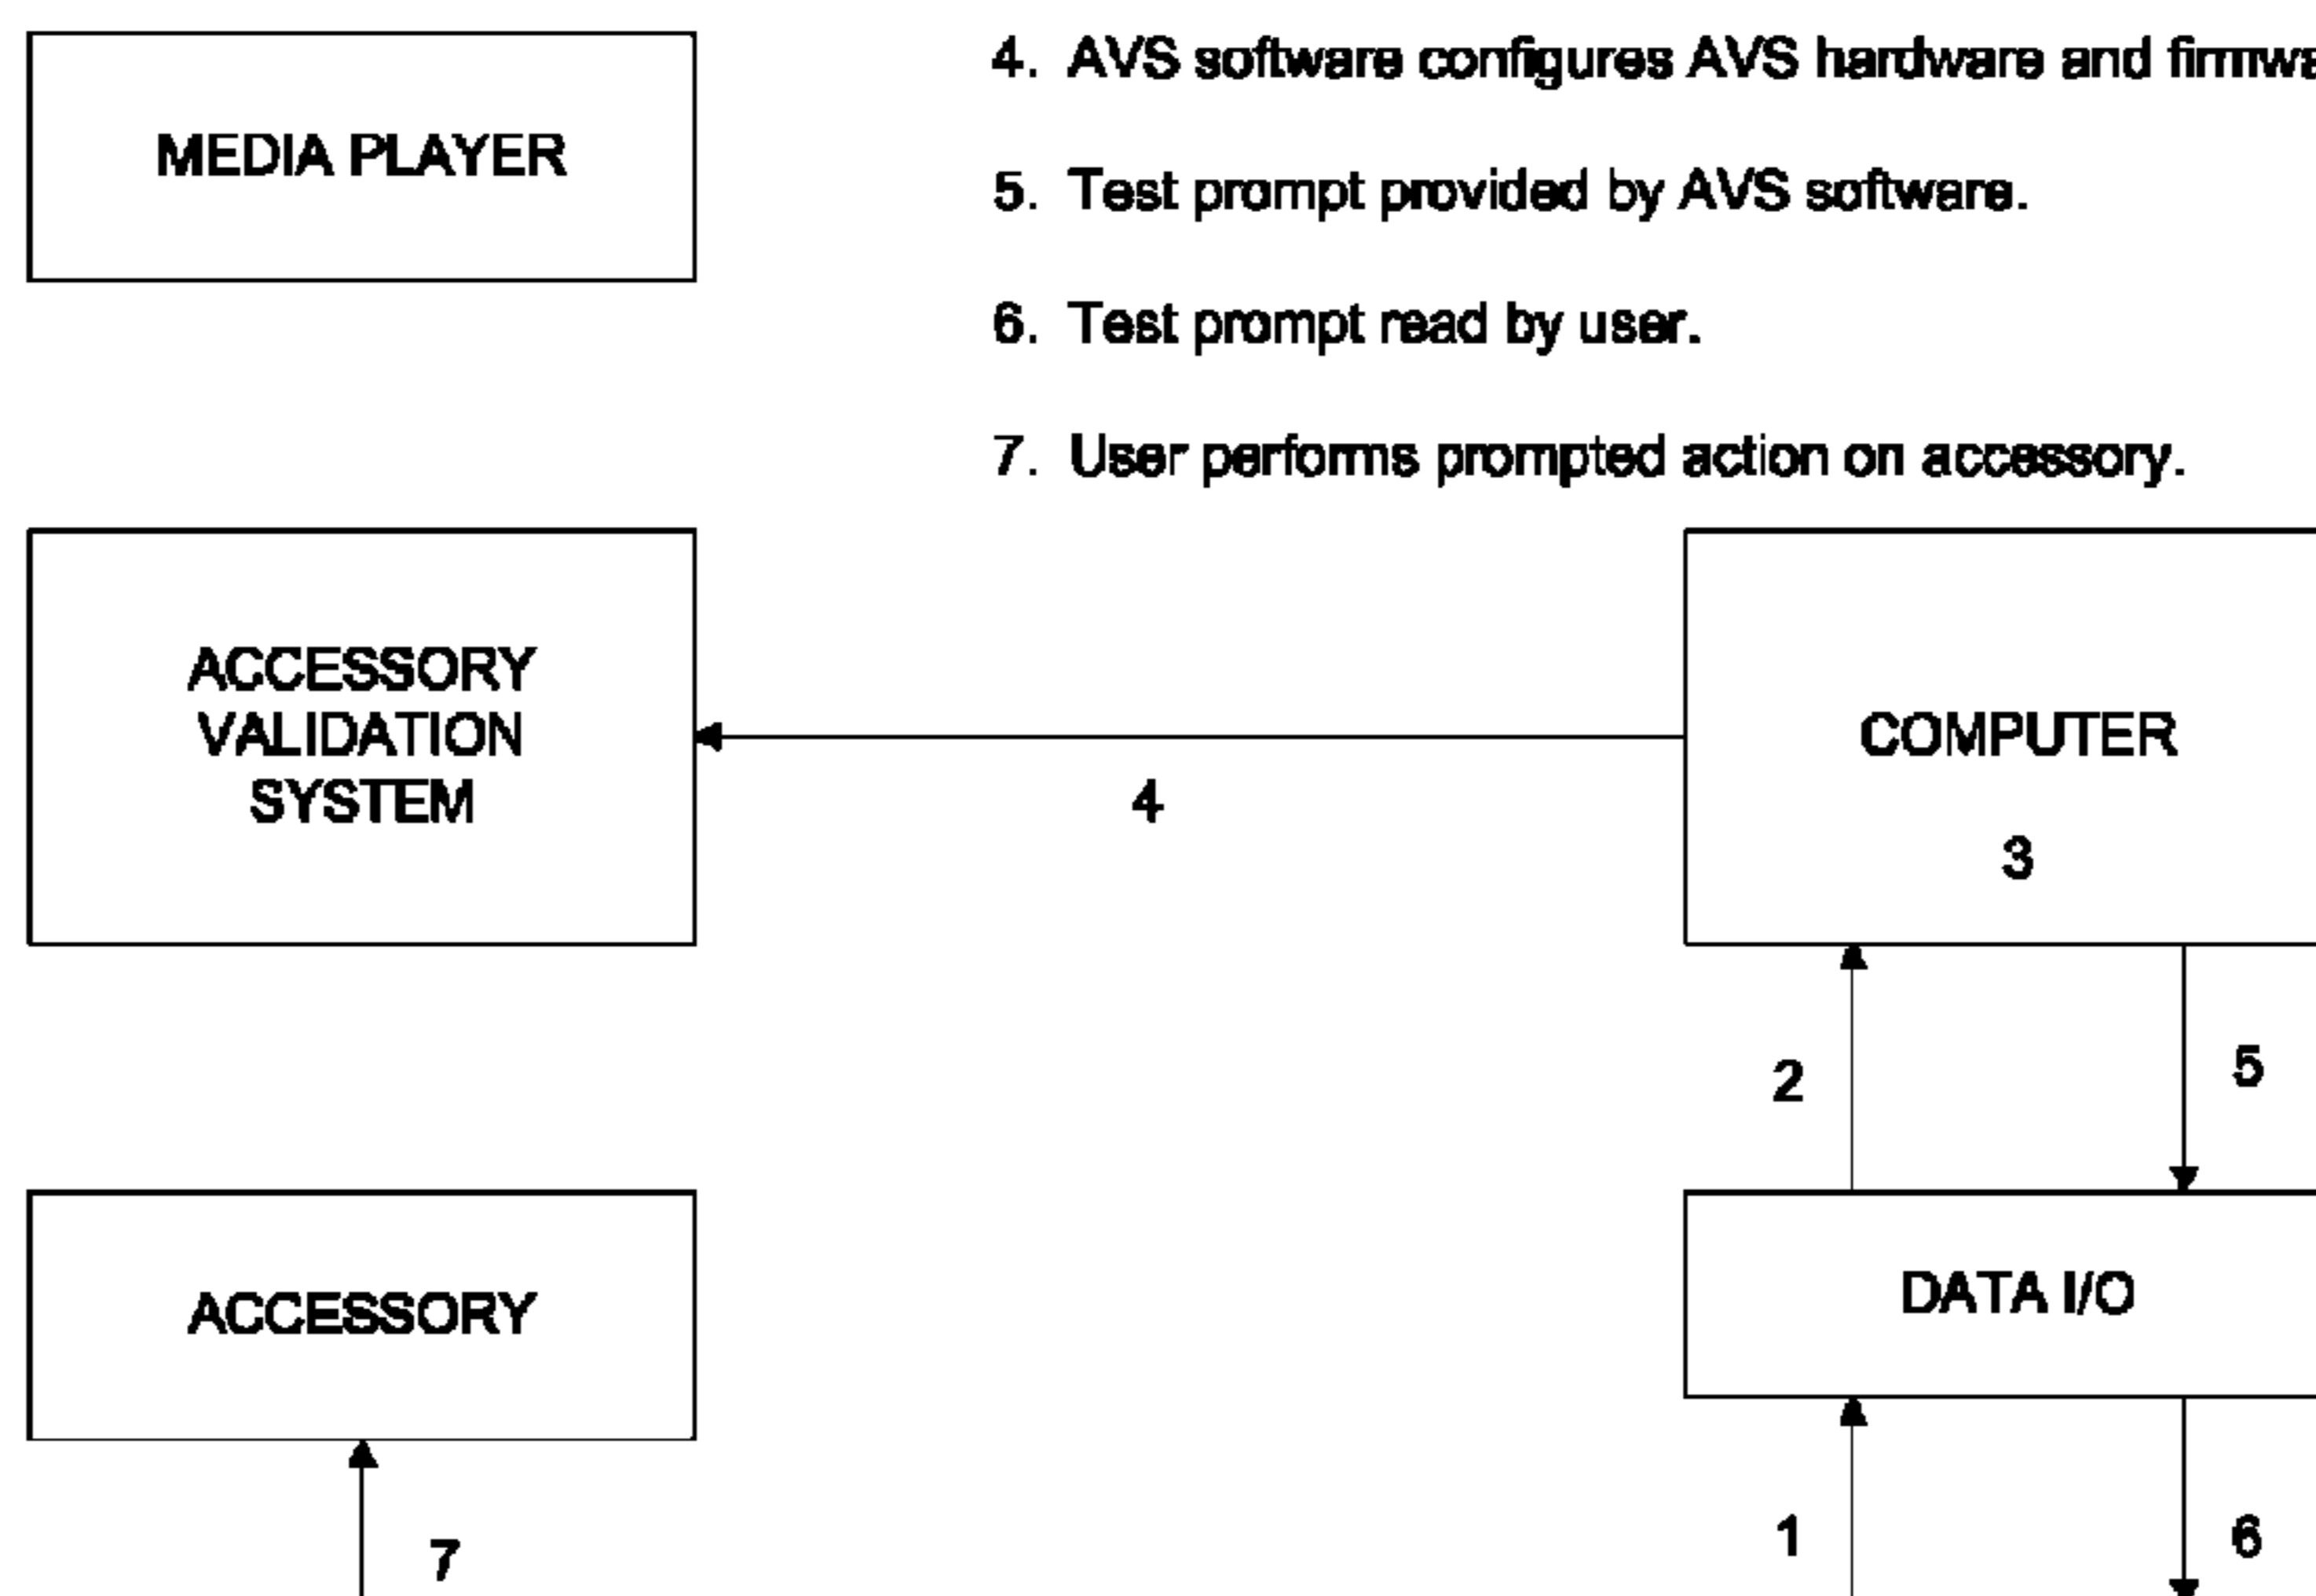 MEDIA PLAYER
4. AVS software configures AVS hardware and
5. Test prompt provided by AVS software.
6. Test prompt read by user.
7. User performs prompted action on accessory.
ACCESSORY
VALIDATION
SYSTEM
COMPUTER
3
4
2
5
ACCESSORY
DATA I/O
7
1
6